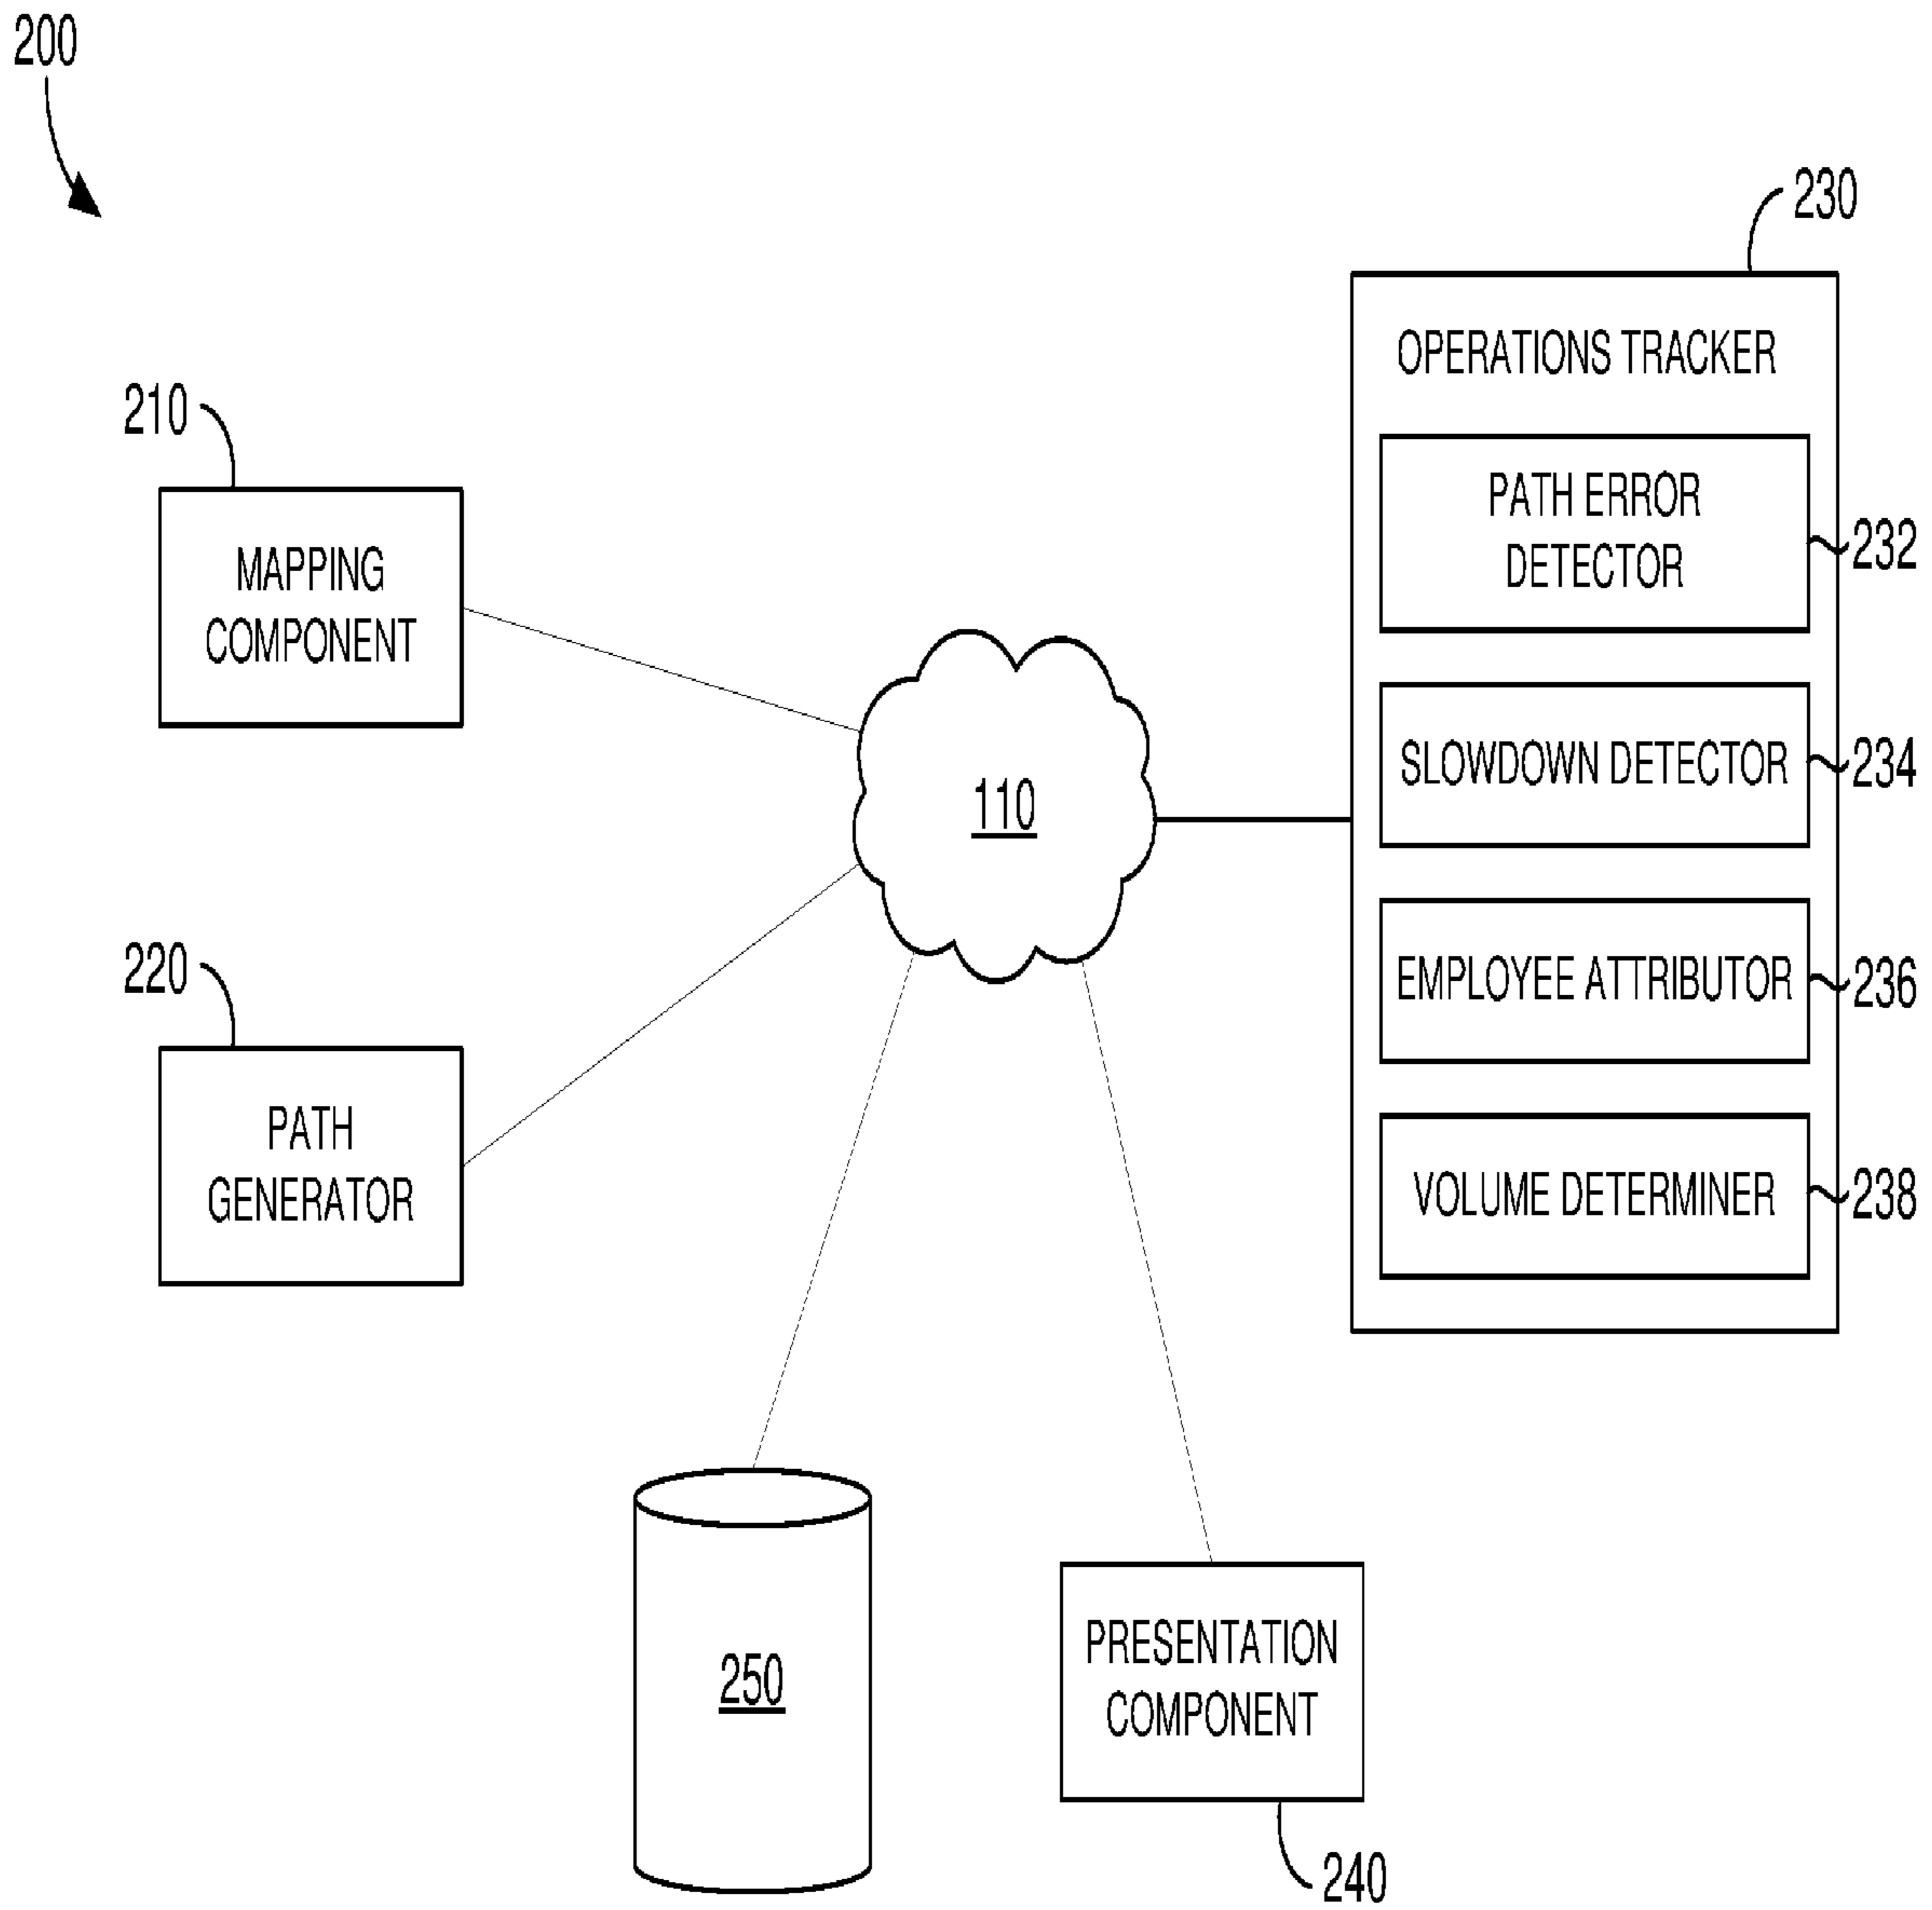 200
230
OPERATIONS TRACKER
210
PATH ERROR
DETECTOR
232
MAPPING
COMPONENT
SLOWDOWN DETECTOR
234
110
220
EMPLOYEE ATTRIBUTOR
236
PATH
GENERATOR
VOLUME DETERMINER
238
250
PRESENTATION
COMPONENT
240